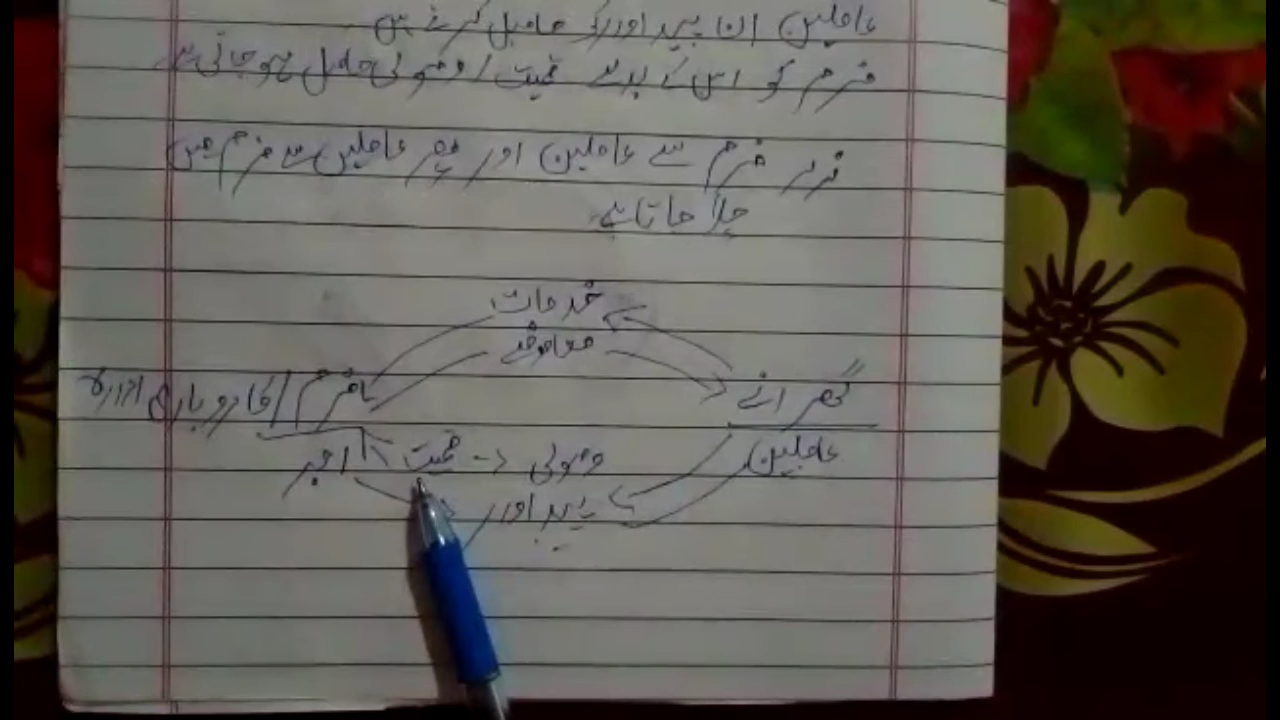 عاملین ان پیداوار کو حاصل کرتے ہیں
فرم کو اس کے بدلے قیمت / وصولی حاصل ہو جاتی ہے
زر فرم سے عاملین اور پھر عاملین سے فرم میں
چلا جاتا ہے۔
خدمات
معاوضے
گھرانے
یا فرم / کاروباری ادارہ
عاملین
وصولی -> قیمت
آجر
پیداوار